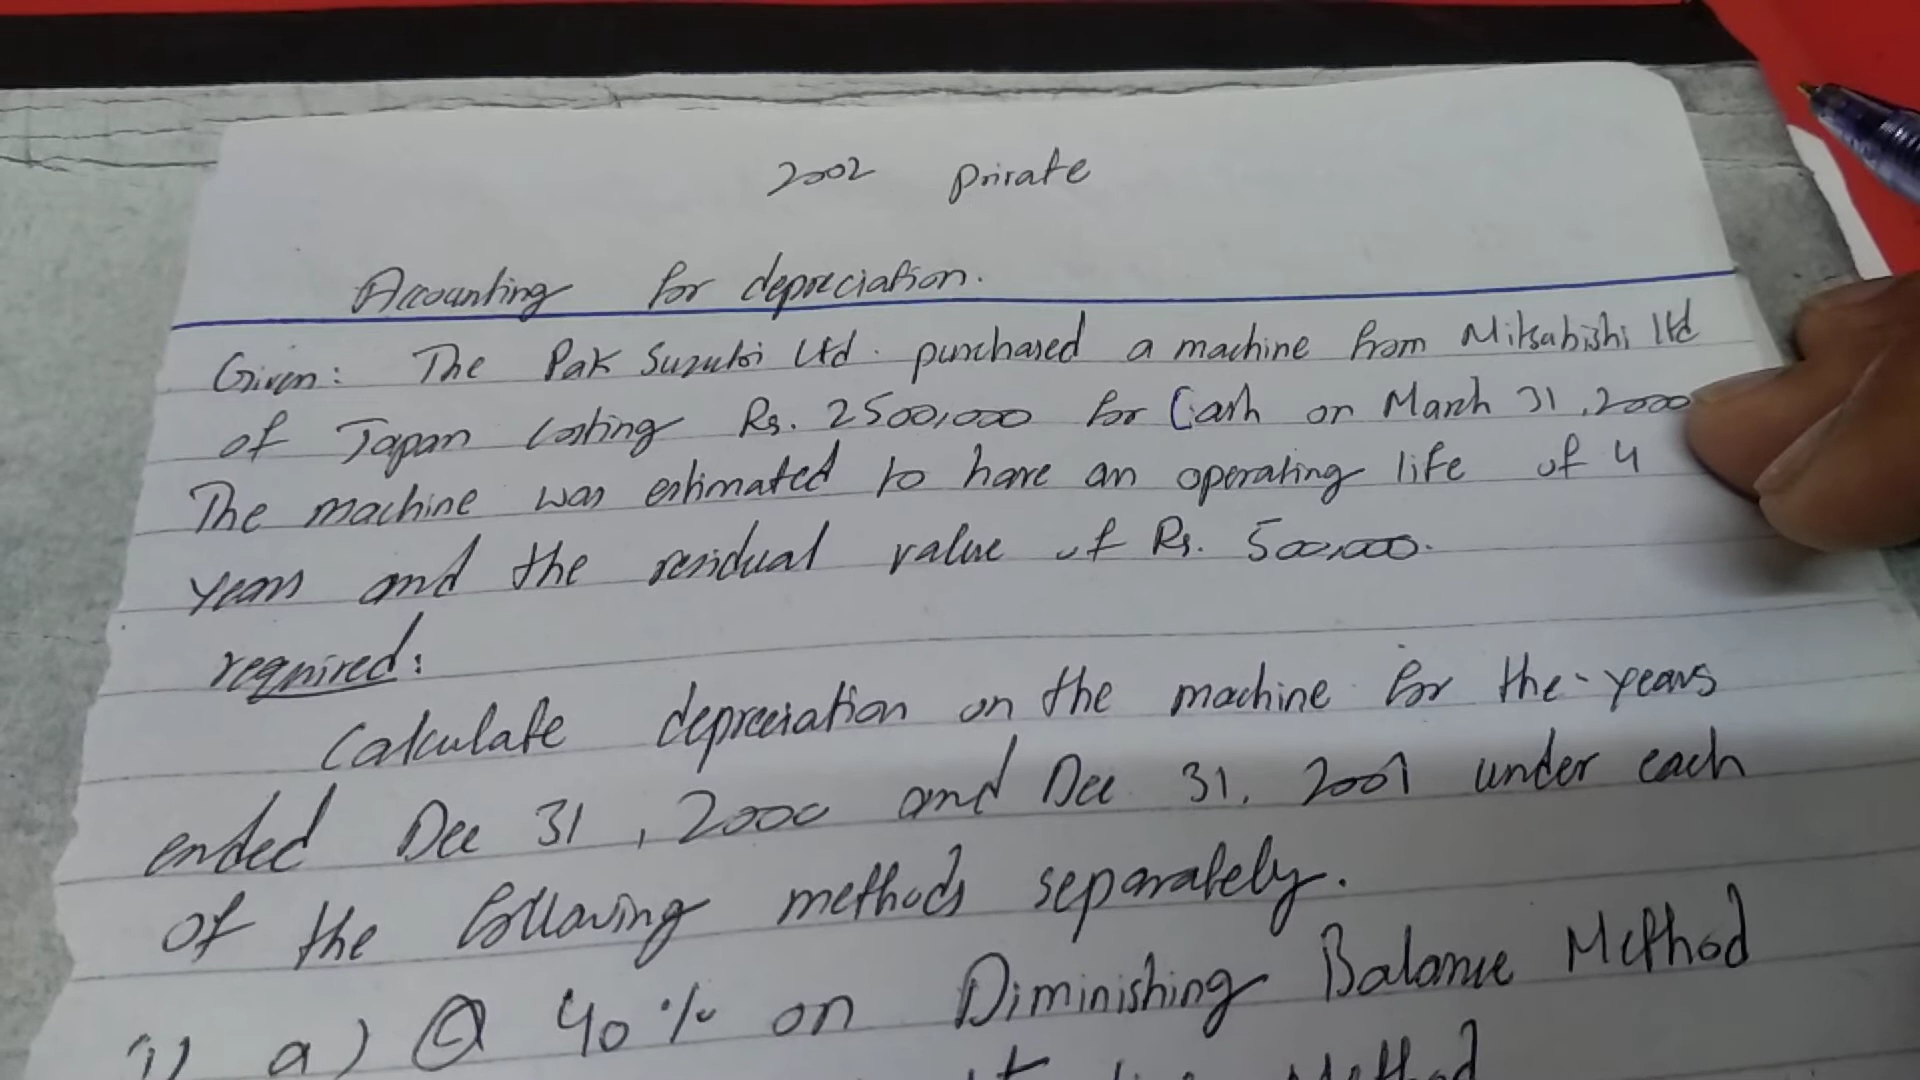 2002 private
Accounting for depreciation.
Given: The Pak Suzuki Ltd. purchased a machine from Mitsubishi ltd
of Japan costing Rs. 2500,000 for Cash on March 31, 2000
The machine was estimated to have an operating life of 4
years and the residual value of Rs. 500,000.
required:
Calculate depreciation on the machine for the years
ended Dec 31, 2000 and Dec 31, 2001 under each
of the following methods separately.
i) a) @ 40% on Diminishing Balance Method
line Method